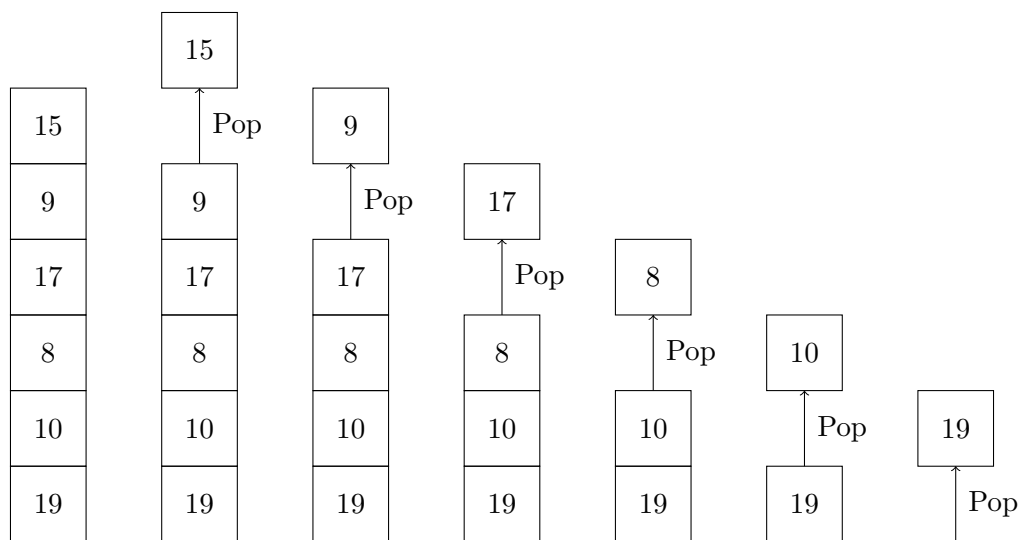 15
15 Pop 9
9 9 Pop 17
17 17 17 Pop 8
8 8 8 8 Pop 10
10 10 10 10 10 Pop 19
19 19 19 19 19 19 Pop